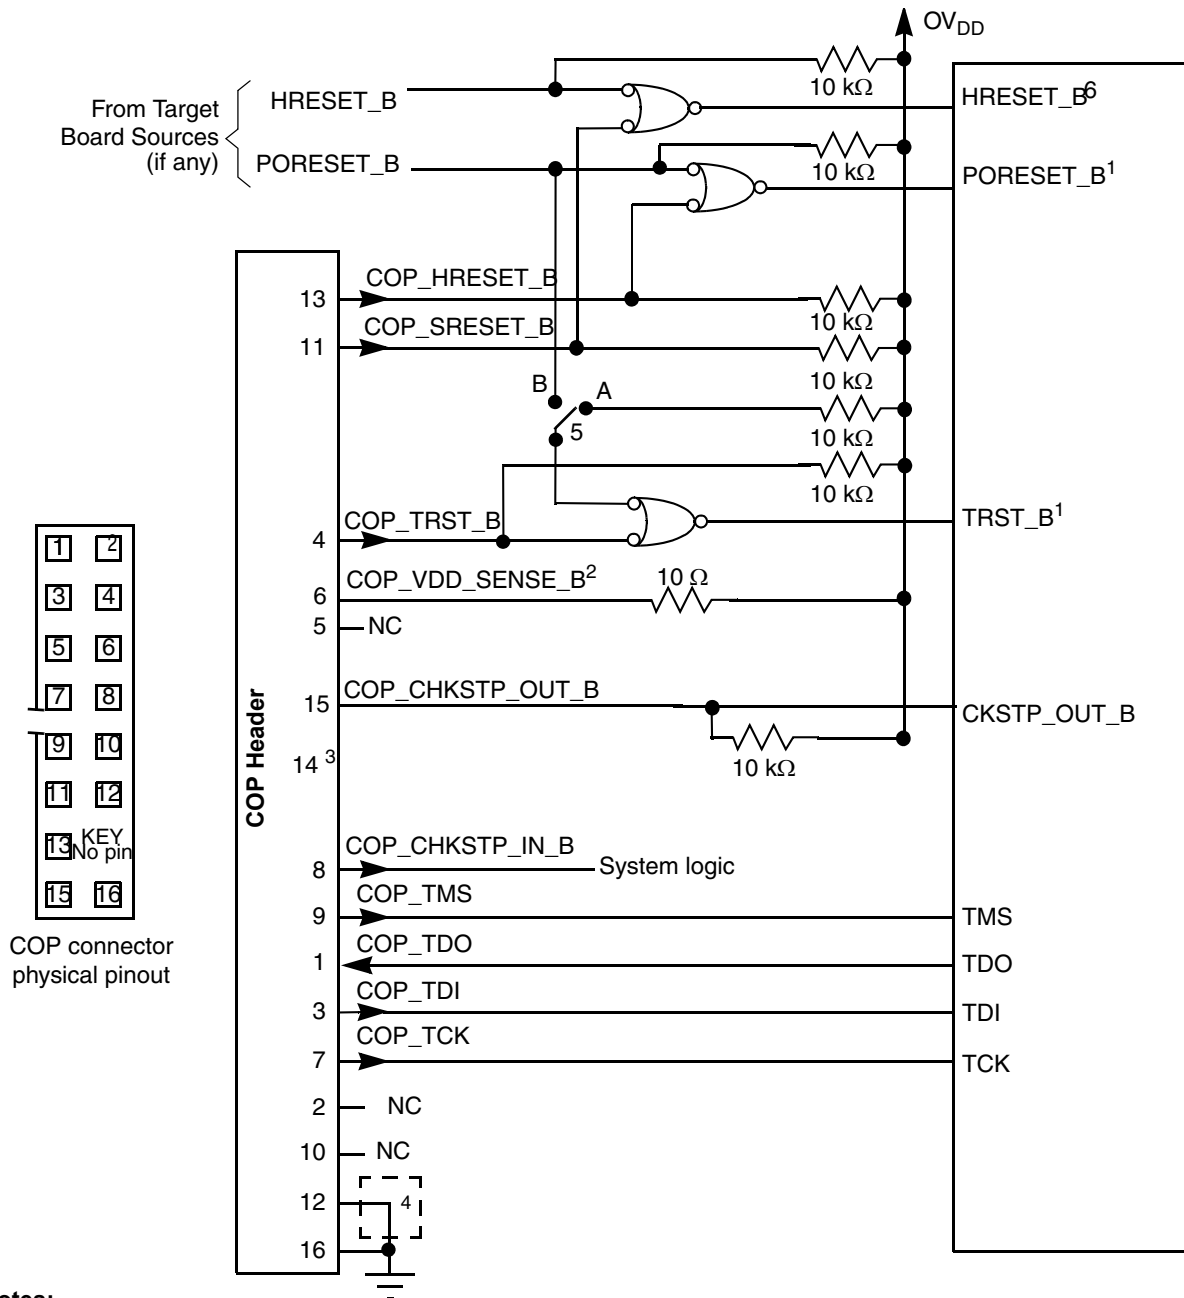 OVDD
10 kΩ
From Target
Board Sources
(if any)
HRESET_B
HRESET_B6
PORESET_B
10 kΩ
PORESET_B1
13
COP_HRESET_B
10 kΩ
11
COP_SRESET_B
10 kΩ
B
A
5
10 kΩ
10 kΩ
4
COP_TRST_B
TRST_B1
6
COP_VDD_SENSE_B2
10 Ω
5
NC
15
COP_CHKSTP_OUT_B
CKSTP_OUT_B
10 kΩ
14 3
COP Header
8
COP_CHKSTP_IN_B
System logic
9
COP_TMS
TMS
1
COP_TDO
TDO
3
COP_TDI
TDI
7
COP_TCK
TCK
2
NC
10
NC
12
4
16
1 2
3 4
5 6
7 8
9 10
11 12
13 KEY
No pin
15 16
COP connector
physical pinout